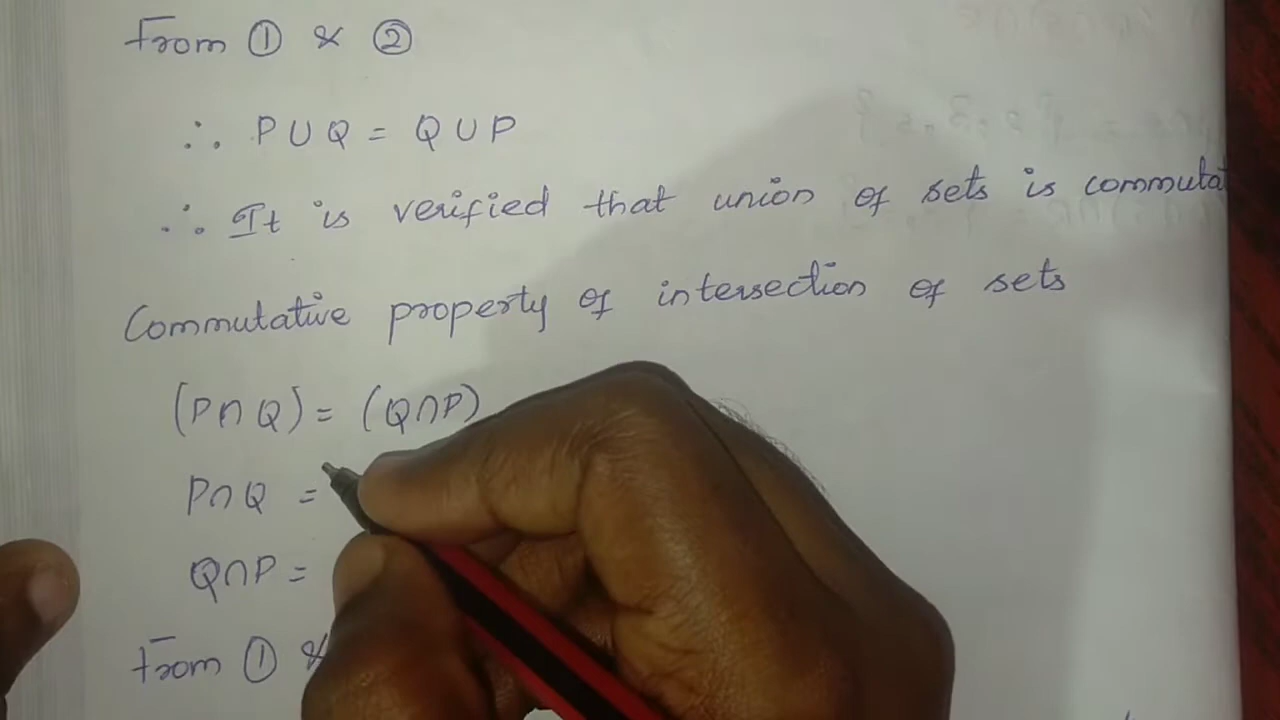 From ① & ②
∴ P∪Q = Q∪P
∴ It is verified that union of sets is commutat
Commutative property of intersection of sets
(P∩Q) = (Q∩P)
P∩Q =
Q∩P =
From ① &